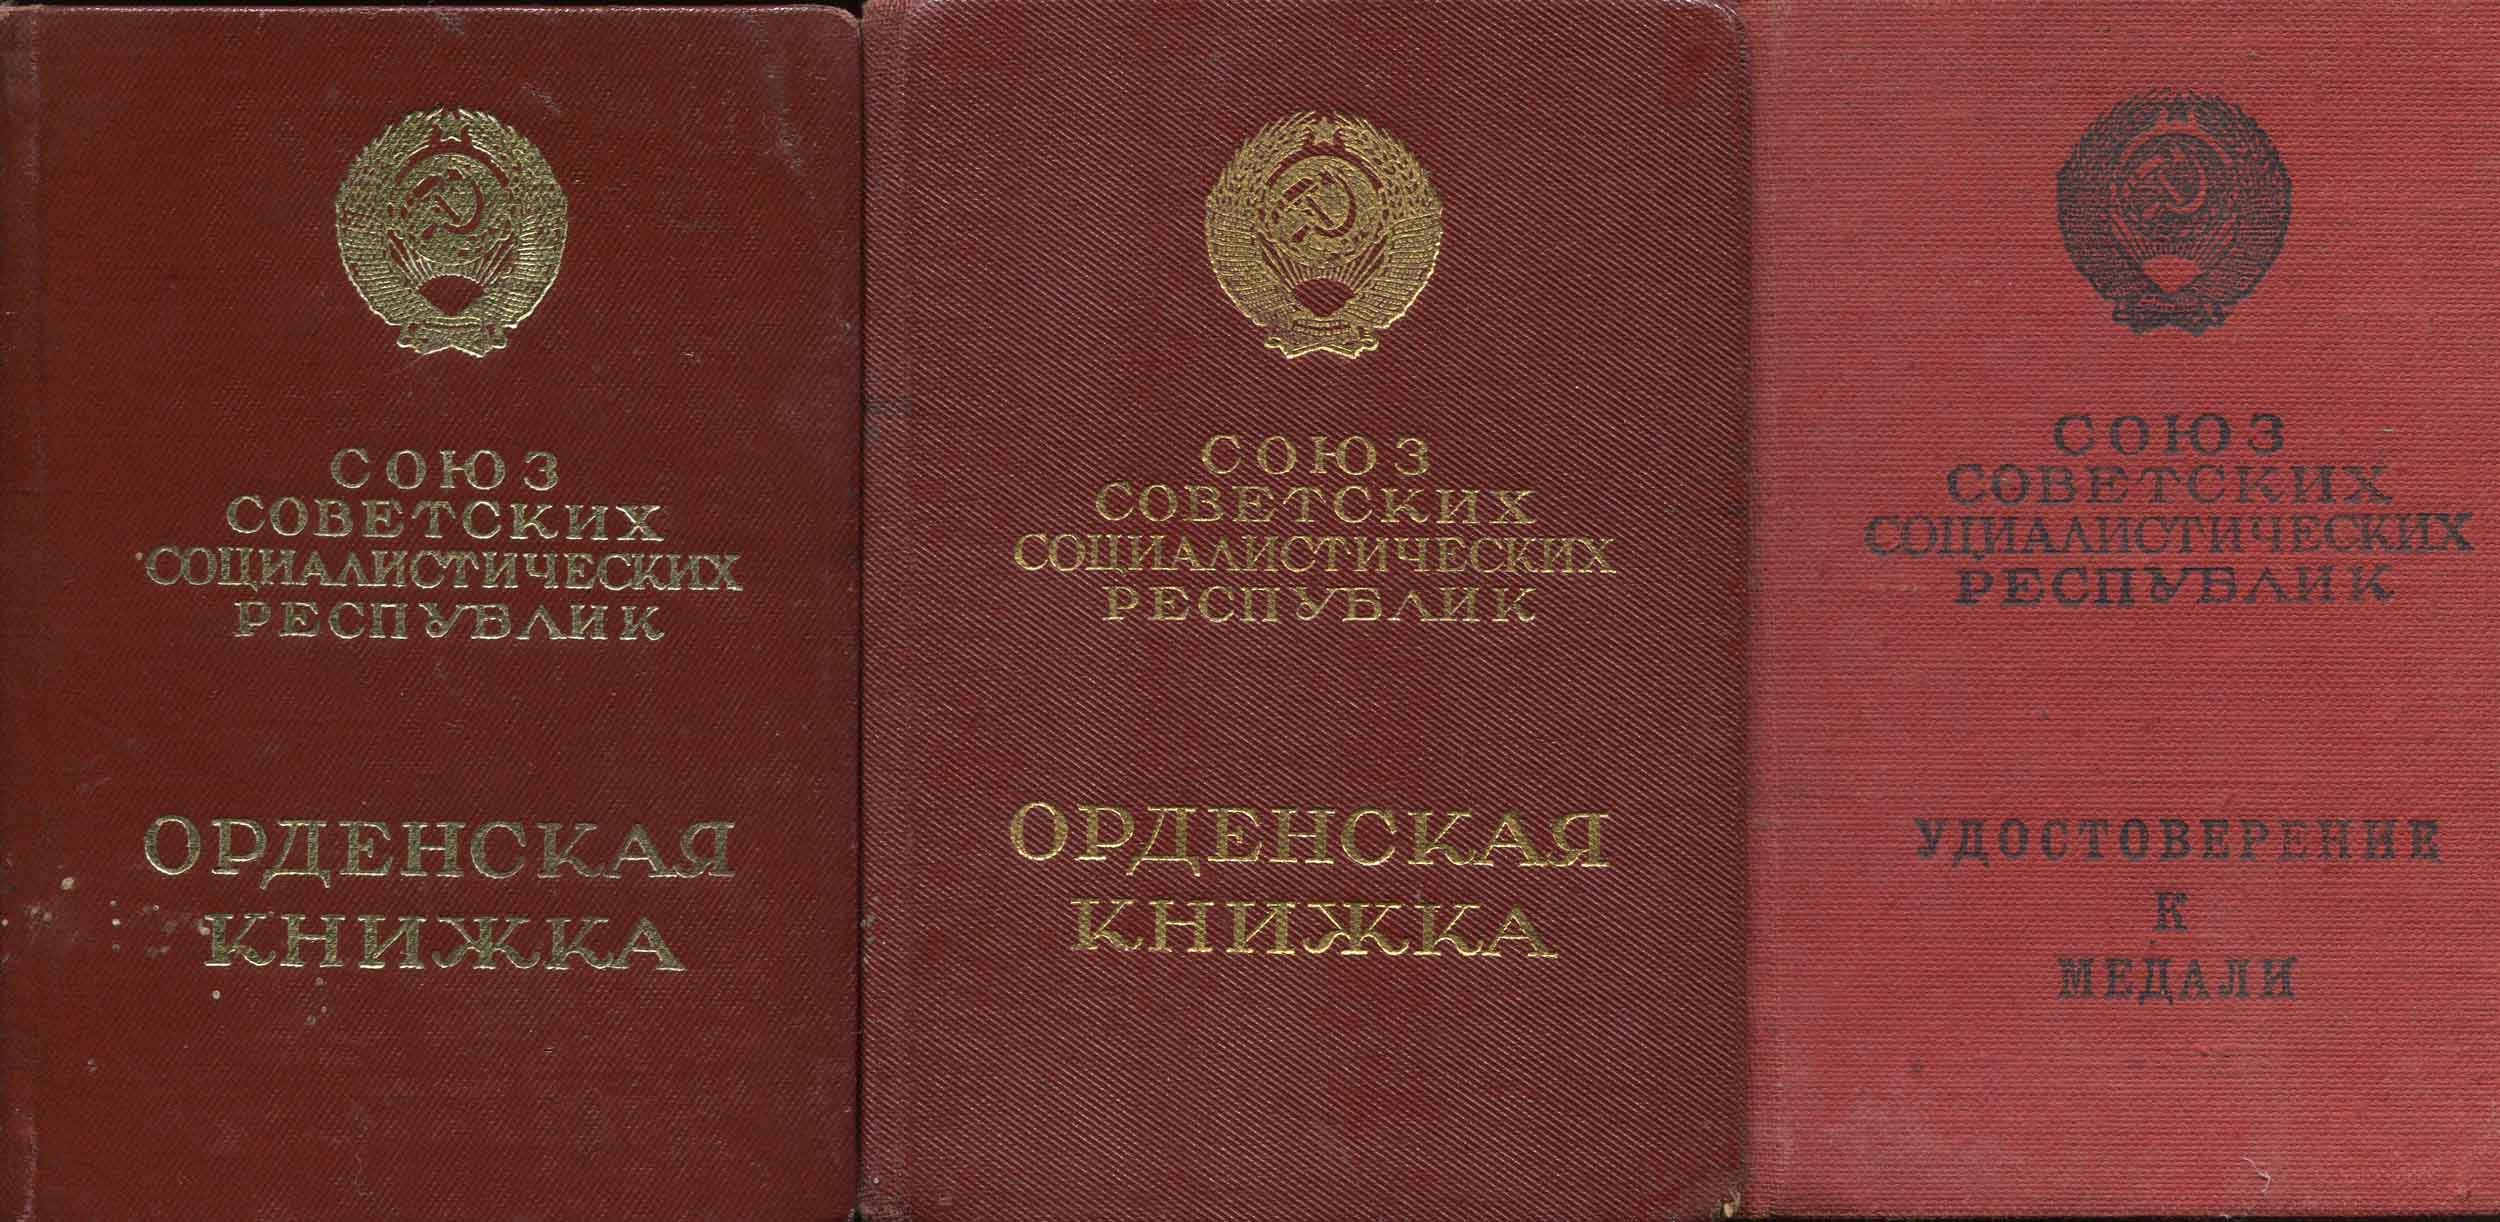 СОЮЗ
СОВЕТСКИХ
СОЦИАЛИСТИЧЕСКИХ
РЕСПУБЛИК
ОРДЕНСКАЯ
КНИЖКА
СОЮЗ
СОВЕТСКИХ
СОЦИАЛИСТИЧЕСКИХ
РЕСПУБЛИК
ОРДЕНСКАЯ
КНИЖКА
СОЮЗ
СОВЕТСКИХ
СОЦИАЛИСТИЧЕСКИХ
РЕСПУБЛИК
УДОСТОВЕРЕНИЕ
К
МЕДАЛИ